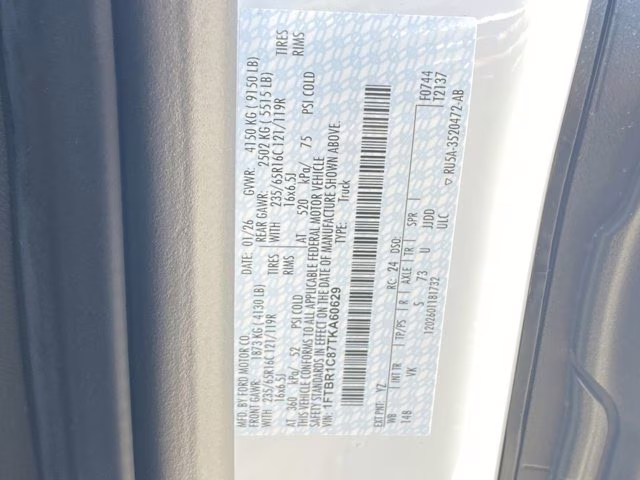 MFD. BY FORD MOTOR CO.
DATE: 01/26 GVWR: 4150 KG ( 9150 LB)
FRONT GAWR: 1873 KG ( 4130 LB) REAR GAWR: 2502 KG ( 5515 LB)
WITH 235/65R16C 121/119R TIRES WITH 235/65R16C 121/119R TIRES
16x6.5J RIMS 16x6.5J RIMS
AT 360 kPa/ 52 PSI COLD AT 520 kPa/ 75 PSI COLD
THIS VEHICLE CONFORMS TO ALL APPLICABLE FEDERAL MOTOR VEHICLE
SAFETY STANDARDS IN EFFECT ON THE DATE OF MANUFACTURE SHOWN ABOVE.
VIN: 1FTBR1C87TKA60629 TYPE: Truck
F0744
T2137
EXT PNT: YZ RC: 24 DSO:
WB INT TR TP/PS R AXLE TR SPR
148 VK S 73 U JJDD
1202601181732 ULC
▽ RU5A-3520472-AB